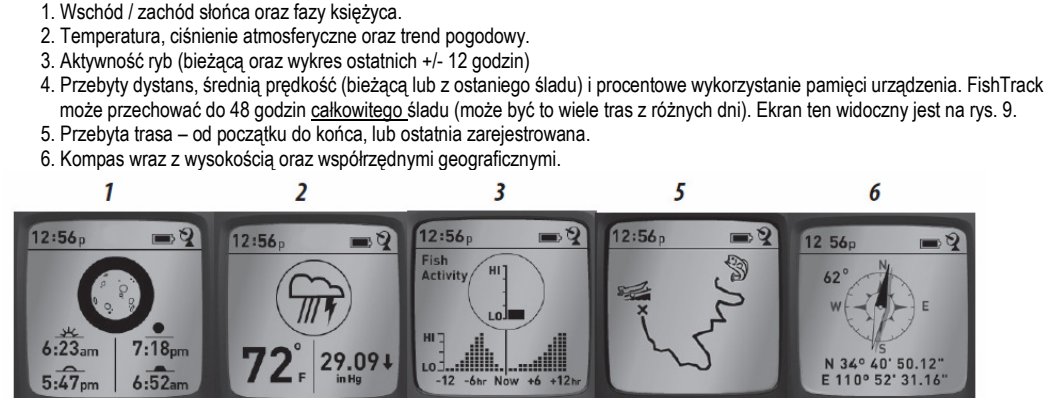 1. Wschód / zachód słońca oraz fazy księżyca.
2. Temperatura, ciśnienie atmosferyczne oraz trend pogodowy.
3. Aktywność ryb (bieżącą oraz wykres ostatnich +/- 12 godzin)
4. Przebyty dystans, średnią prędkość (bieżącą lub z ostaniego śladu) i procentowe wykorzystanie pamięci urządzenia. FishTrack
może przechować do 48 godzin całkowitego śladu (może być to wiele tras z różnych dni). Ekran ten widoczny jest na rys. 9.
5. Przebyta trasa – od początku do końca, lub ostatnia zarejestrowana.
6. Kompas wraz z wysokością oraz współrzędnymi geograficznymi.
1 2 3 5 6
12:56p
6:23am 7:18pm
5:47pm 6:52am
12:56p
72°F 29.09 in Hg
12:56p
Fish
Activity
HI
LO
HI
LO
-12 -6hr Now +6 +12hr
12:56p
12 56p
62°
N
W E
S
N 34° 40' 50.12"
E 110° 52' 31.16"